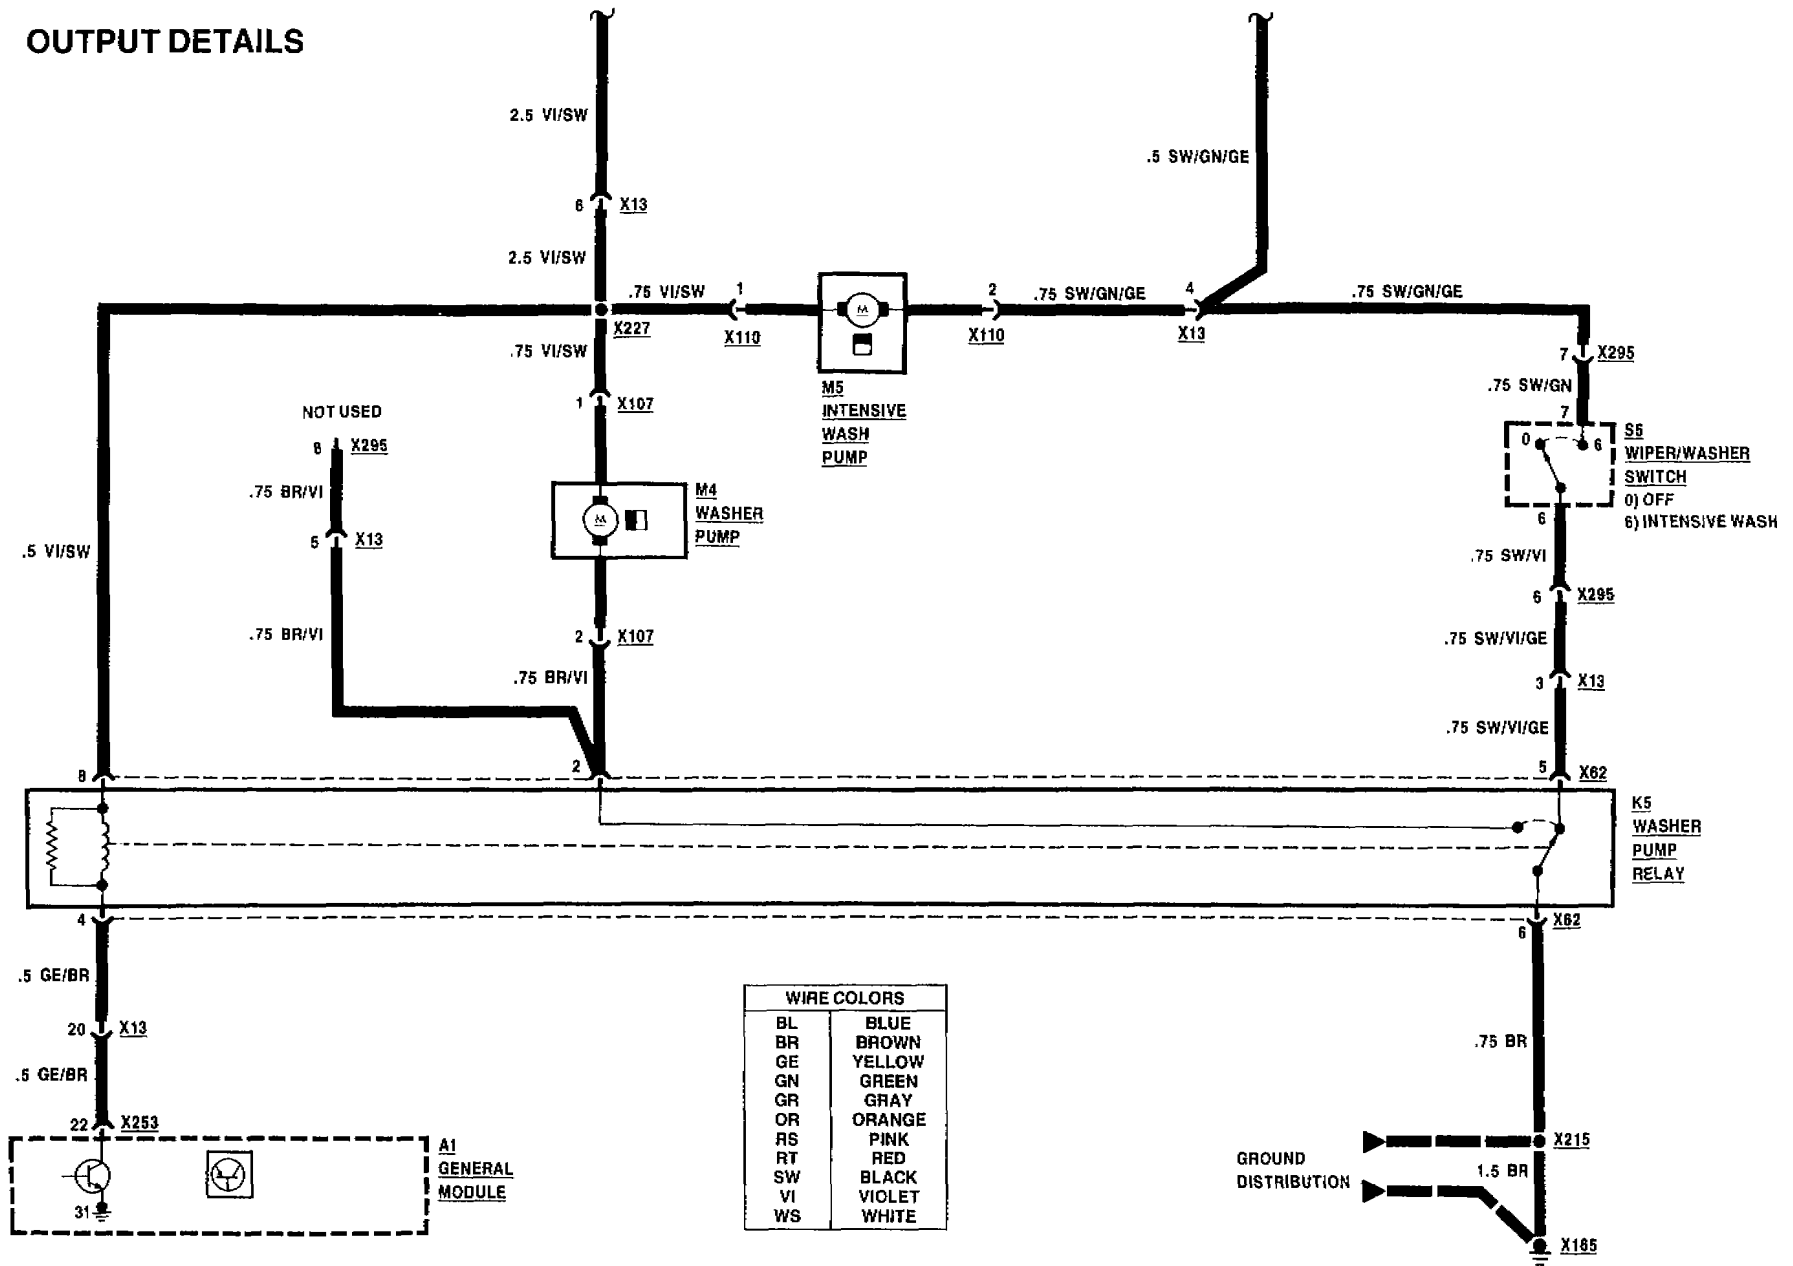 OUTPUT DETAILS
2.5 VI/SW
.5 SW/GN/GE
6 X13
2.5 VI/SW
.75 VI/SW
1
X110
2
X110
.75 SW/GN/GE
4
X13
.75 SW/GN/GE
X227
.75 VI/SW
M
7 X295
.75 SW/GN
M5
INTENSIVE
WASH
PUMP
1 X107
NOT USED
8 X295
.75 BR/VI
5 X13
.75 BR/VI
.5 VI/SW
M
M4
WASHER
PUMP
2 X107
.75 BR/VI
7
0 6
S5
WIPER/WASHER
SWITCH
0) OFF
6) INTENSIVE WASH
6
.75 SW/VI
6 X295
.75 SW/VI/GE
3 X13
.75 SW/VI/GE
8
2
5 X62
K5
WASHER
PUMP
RELAY
4
6 X62
.5 GE/BR
20 X13
.5 GE/BR
22 X253
A1
GENERAL
MODULE
31
WIRE COLORS
BL BLUE
BR BROWN
GE YELLOW
GN GREEN
GR GRAY
OR ORANGE
RS PINK
RT RED
SW BLACK
VI VIOLET
WS WHITE
.75 BR
X215
GROUND
DISTRIBUTION
1.5 BR
X165